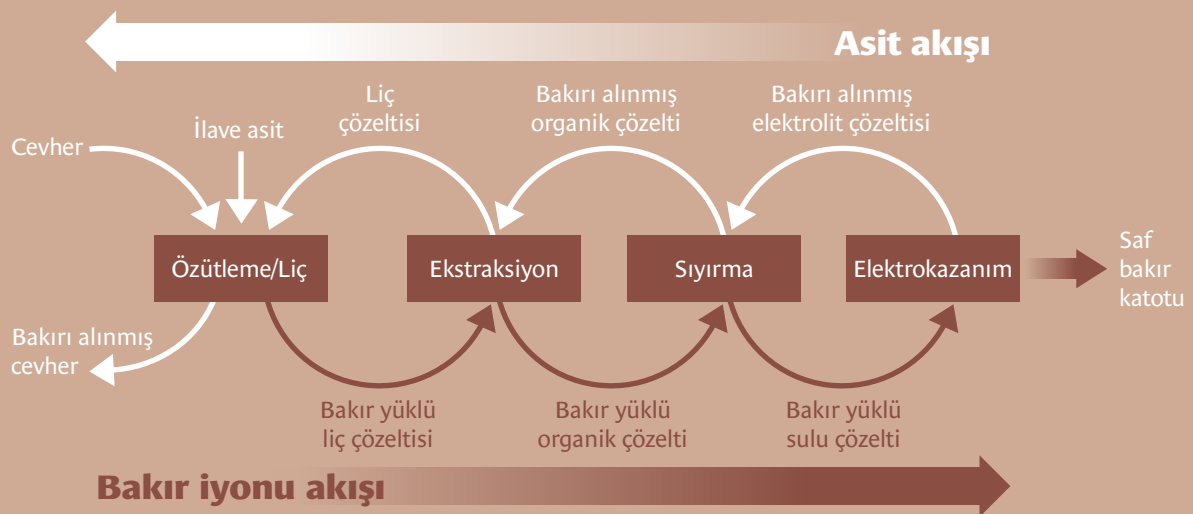 Asit akışı
Liç
çözeltisi
Bakırı alınmış
organik çözelti
Bakırı alınmış
elektrolit çözeltisi
İlave asit
Cevher
Özütleme/Liç
Ekstraksiyon
Sıyırma
Elektrokazanım
Saf
bakır
katotu
Bakırı alınmış
cevher
Bakır yüklü
liç çözeltisi
Bakır yüklü
organik çözelti
Bakır yüklü
sulu çözelti
Bakır iyonu akışı